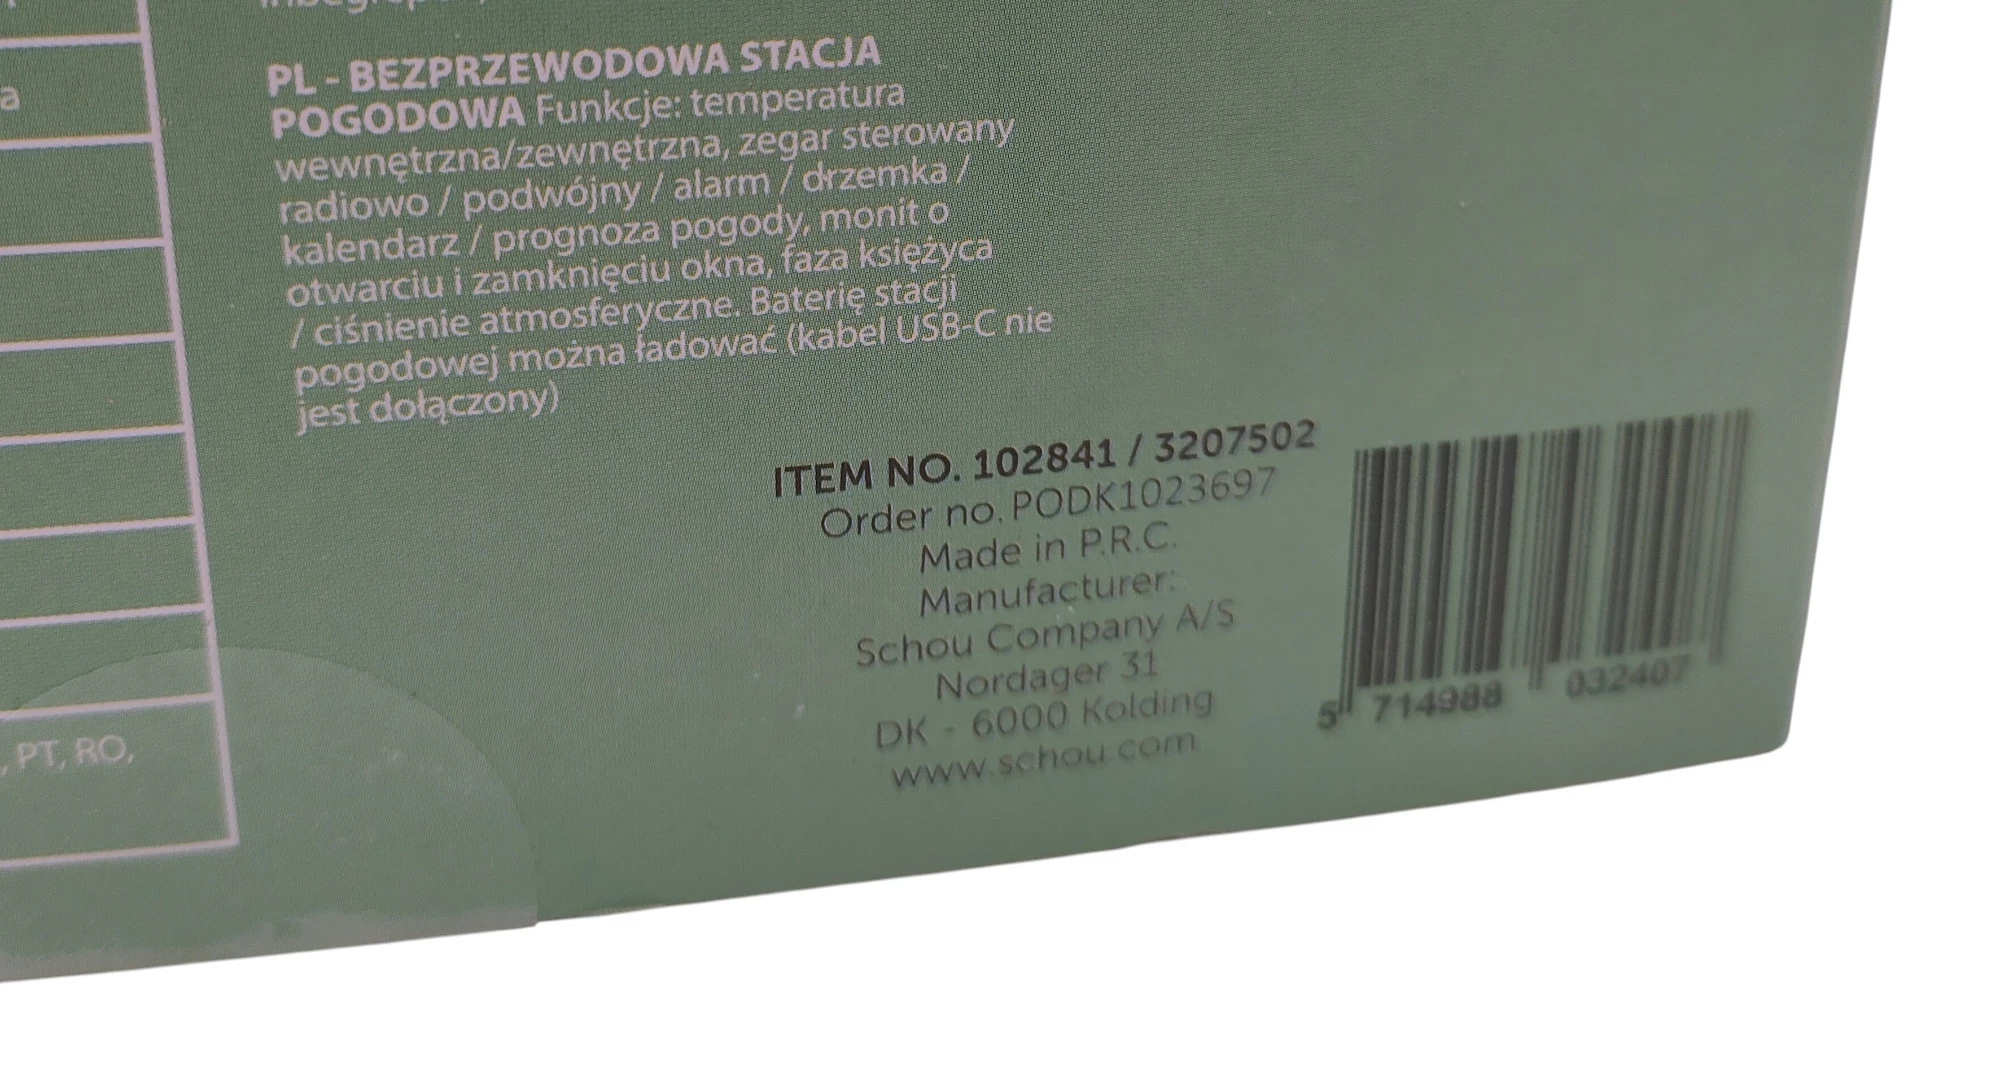 a
, PT, RO,
PL - BEZPRZEWODOWA STACJA
POGODOWA Funkcje: temperatura
wewnętrzna/zewnętrzna, zegar sterowany
radiowo / podwójny / alarm / drzemka /
kalendarz / prognoza pogody, monit o
otwarciu i zamknięciu okna, faza księżyca
/ ciśnienie atmosferyczne. Baterię stacji
pogodowej można ładować (kabel USB-C nie
jest dołączony)
ITEM NO. 102841 / 3207502
Order no. PODK1023697
Made in P.R.C.
Manufacturer:
Schou Company A/S
Nordager 31
DK - 6000 Kolding
www.schou.com
5 714988 032407